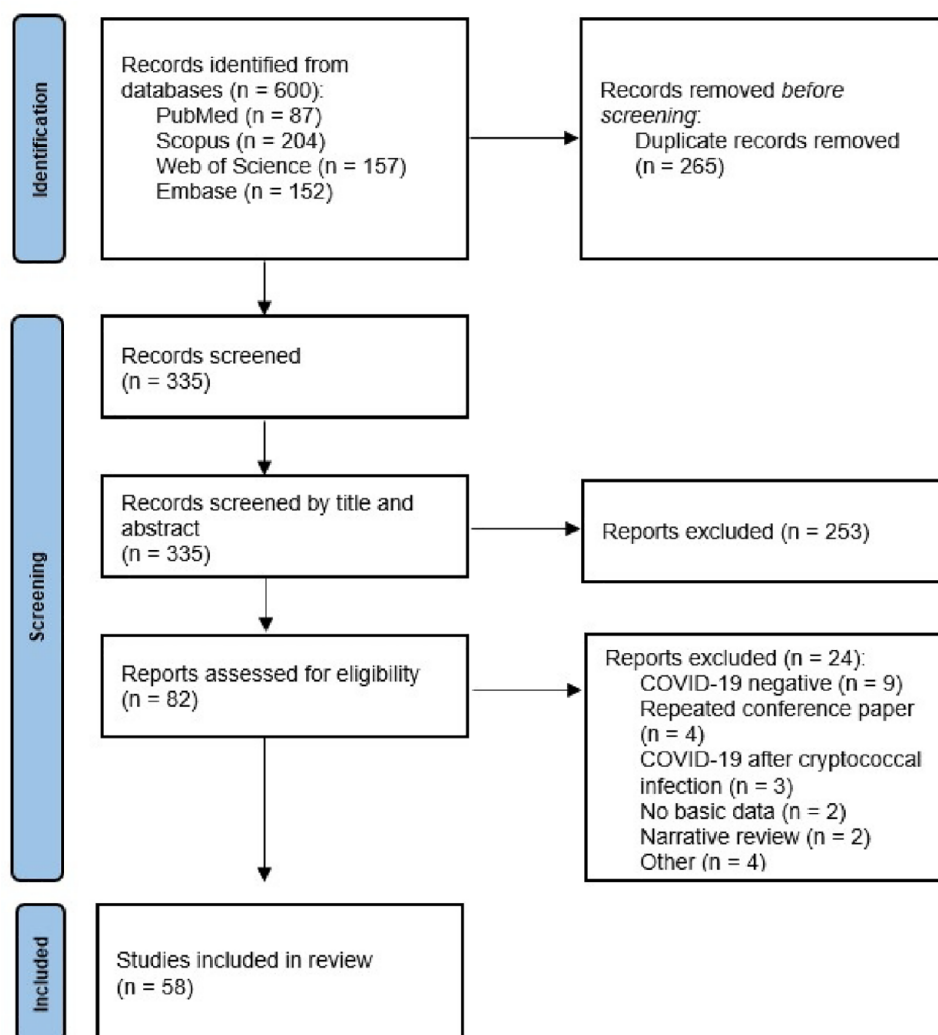 Identification
Records identified from
databases (n = 600):
PubMed (n = 87)
Scopus (n = 204)
Web of Science (n = 157)
Embase (n = 152)
Records removed before
screening:
Duplicate records removed
(n = 265)
Screening
Records screened
(n = 335)
Records screened by title and
abstract
(n = 335)
Reports excluded (n = 253)
Reports assessed for eligibility
(n = 82)
Reports excluded (n = 24):
COVID-19 negative (n = 9)
Repeated conference paper
(n = 4)
COVID-19 after cryptococcal
infection (n = 3)
No basic data (n = 2)
Narrative review (n = 2)
Other (n = 4)
Included
Studies included in review
(n = 58)